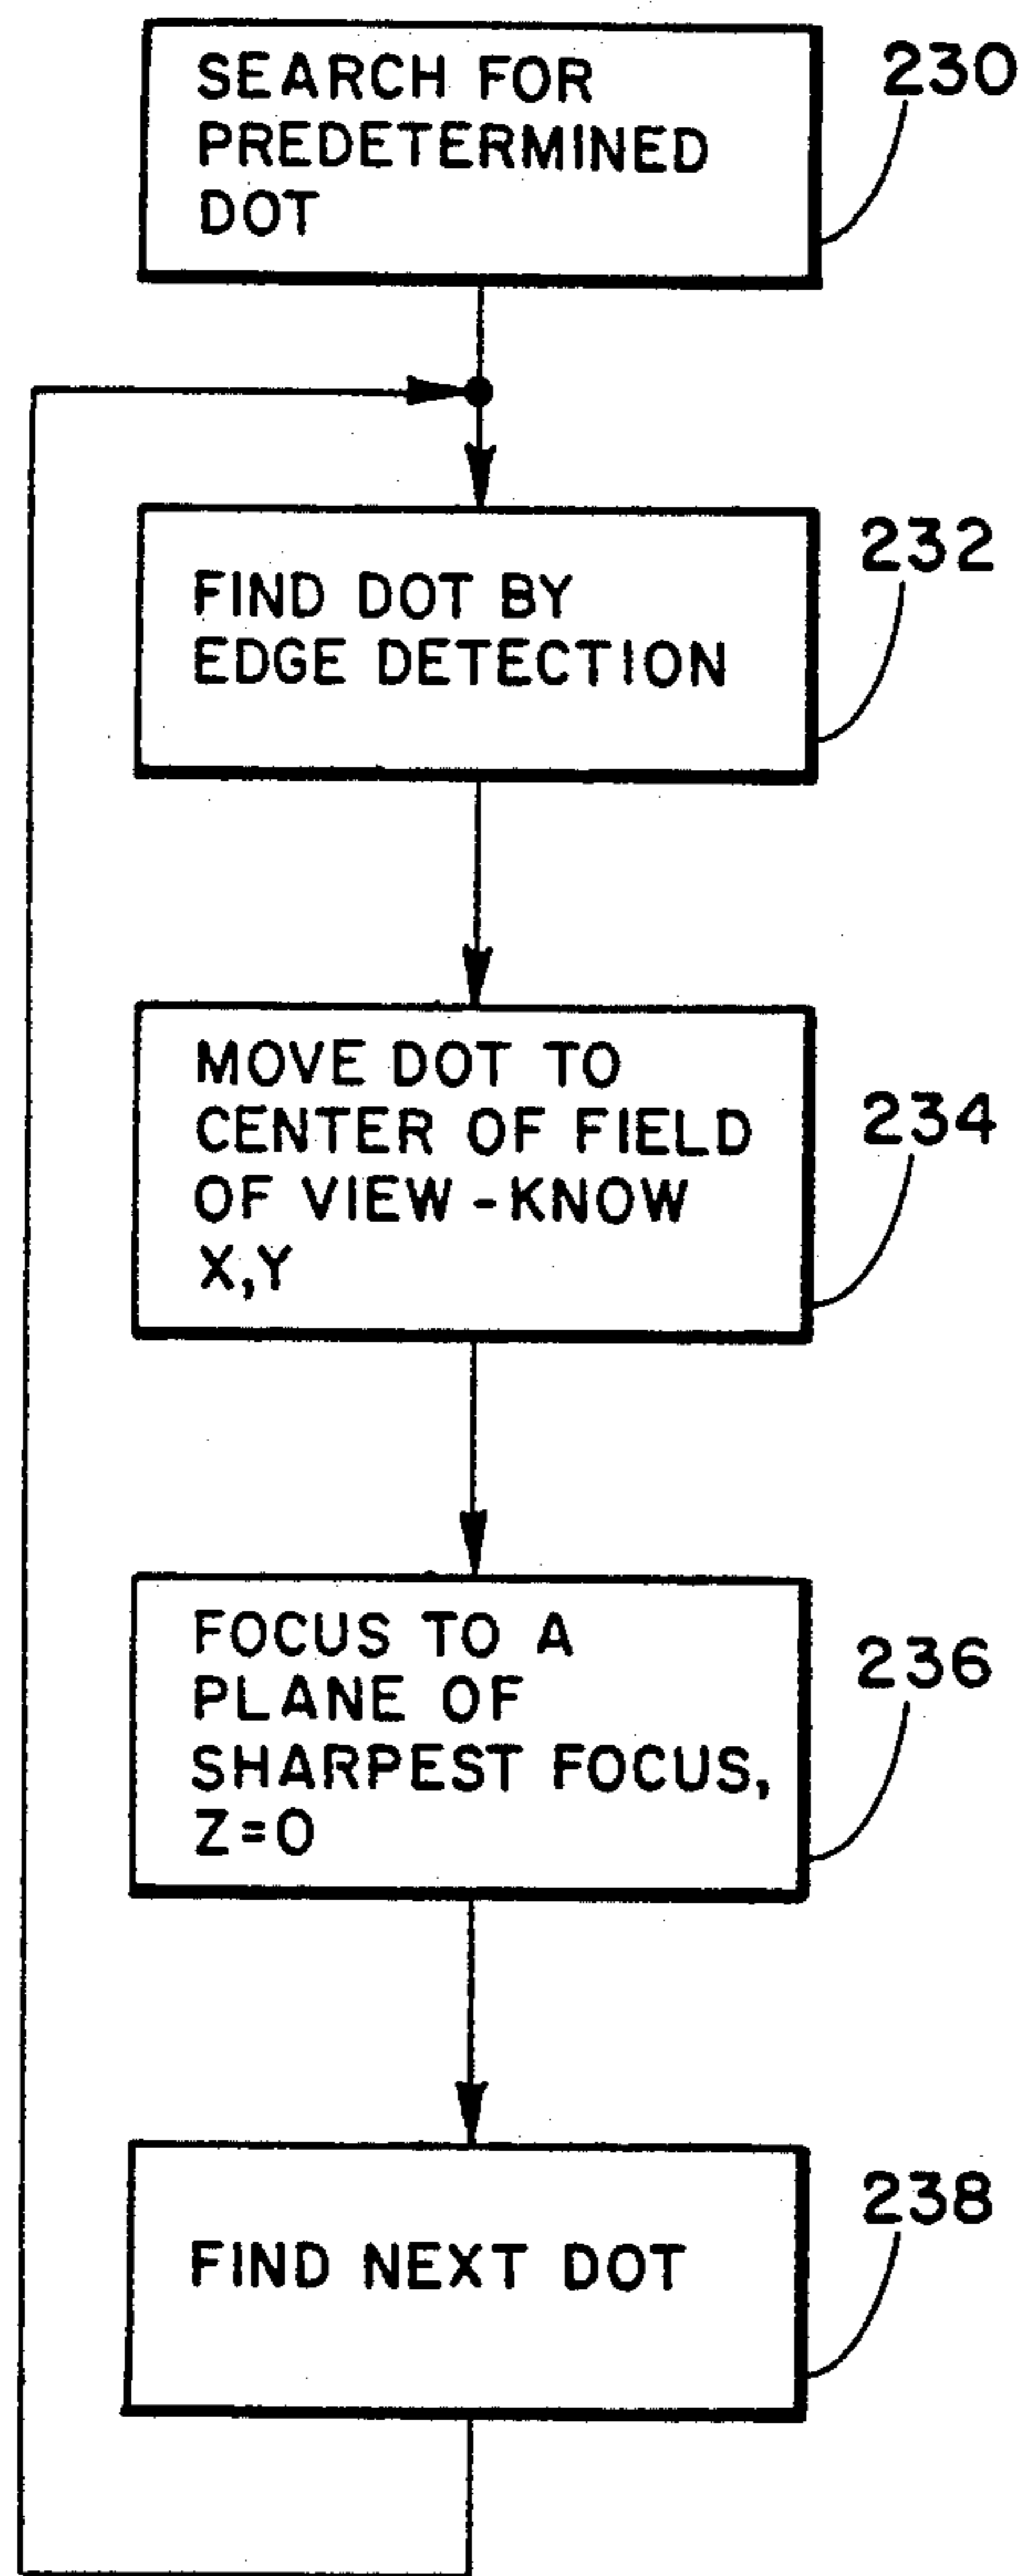 SEARCH FOR
PREDETERMINED
DOT
230
FIND DOT BY
EDGE DETECTION
232
MOVE DOT TO
CENTER OF FIELD
OF VIEW - KNOW
X,Y
234
FOCUS TO A
PLANE OF
SHARPEST FOCUS,
Z=0
236
FIND NEXT DOT
238